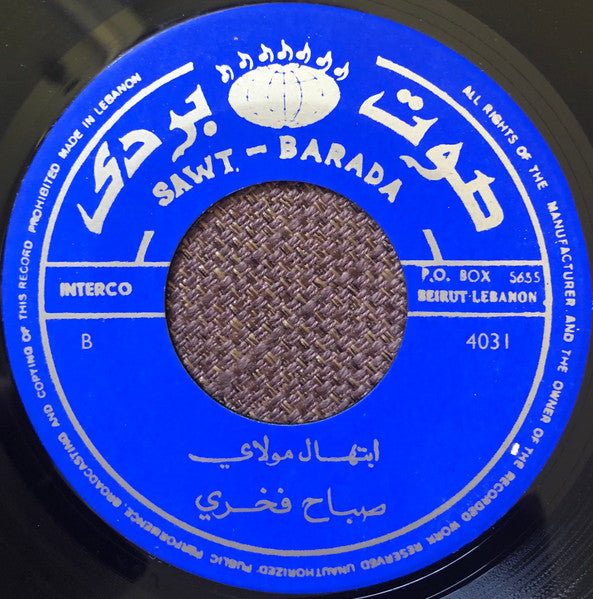 ALL RIGHTS OF THE MANUFACTURER AND THE OWNER OF THE RECORDED WORK RESERVED UNAUTHORIZED PUBLIC PERFORMENCE, BROADCASTING AND COPYING OF THIS RECORD PROHIBITED MADE IN LEBANON
صوت بردى
SAWT - BARADA
INTERCO
P.O. BOX 5655
BEIRUT-LEBANON
B
4031
ابتهال مولاي
صباح فخري